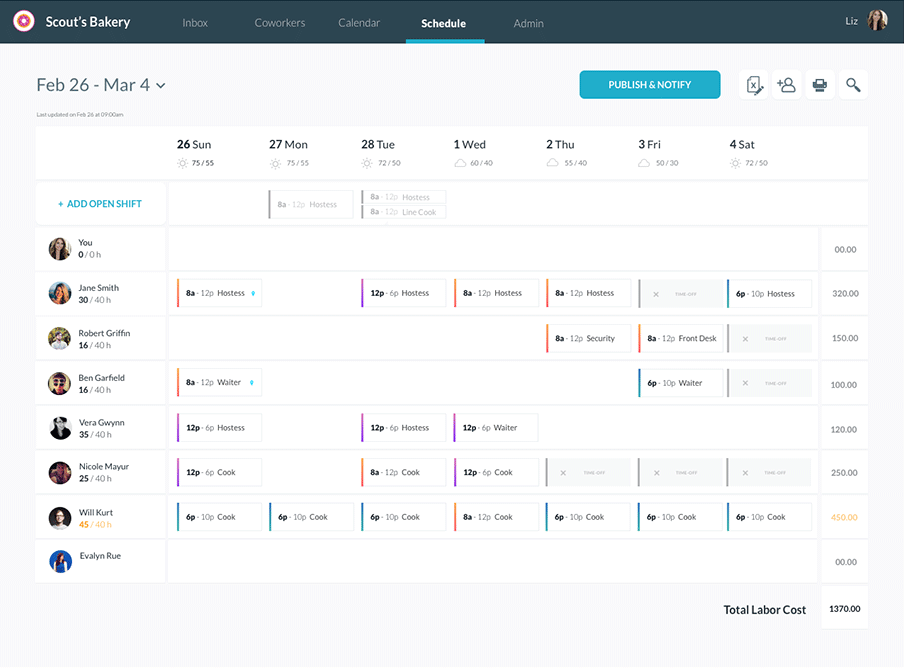 Scout's Bakery
Inbox
Coworkers
Calendar
Schedule
Admin
Liz
Feb 26 - Mar 4
PUBLISH & NOTIFY
Last updated on Feb 26 at 09:00am
26 Sun 27 Mon 28 Tue 1 Wed 2 Thu 3 Fri 4 Sat
75 / 55 75 / 55 72 / 50 60 / 40 55 / 40 50 / 30 72 / 50
+ ADD OPEN SHIFT
8a - 12p Hostess
8a - 12p Hostess
8a - 12p Line Cook
You
0 / 0 h
00.00
Jane Smith
30 / 40 h
8a - 12p Hostess
12p - 6p Hostess
8a - 12p Hostess
8a - 12p Hostess
TIME-OFF
6p - 10p Hostess
320.00
Robert Griffin
16 / 40 h
8a - 12p Security
8a - 12p Front Desk
TIME-OFF
150.00
Ben Garfield
16 / 40 h
8a - 12p Waiter
6p - 10p Waiter
TIME-OFF
100.00
Vera Gwynn
35 / 40 h
12p - 6p Hostess
12p - 6p Hostess
12p - 6p Waiter
120.00
Nicole Mayur
25 / 40 h
12p - 6p Cook
8a - 12p Cook
12p - 6p Cook
TIME-OFF
TIME-OFF
TIME-OFF
250.00
Will Kurt
45 / 40 h
6p - 10p Cook
6p - 10p Cook
6p - 10p Cook
8a - 12p Cook
6p - 10p Cook
6p - 10p Cook
6p - 10p Cook
450.00
Evalyn Rue
00.00
Total Labor Cost
1370.00